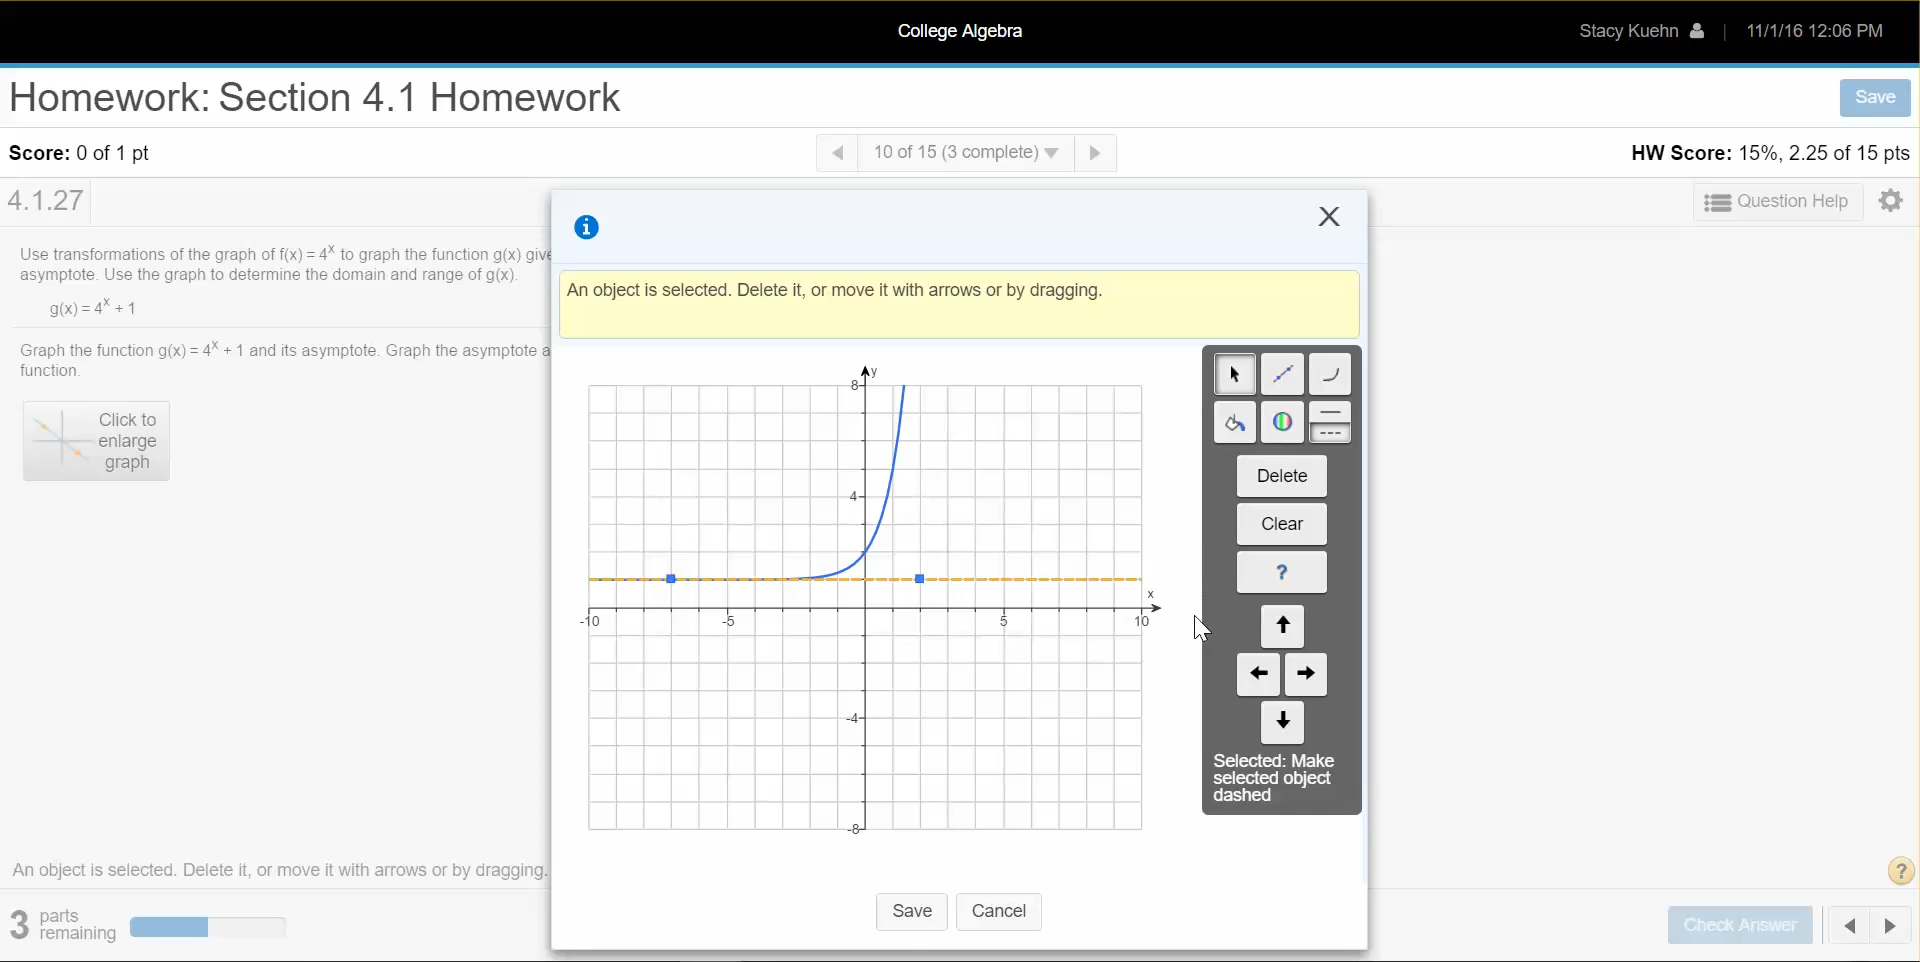 College Algebra
Stacy Kuehn | 11/1/16 12:06 PM
Homework: Section 4.1 Homework
Save
Score: 0 of 1 pt
10 of 15 (3 complete)
HW Score: 15%, 2.25 of 15 pts
4.1.27
Question Help
Use transformations of the graph of f(x) = 4^x to graph the function g(x)
asymptote. Use the graph to determine the domain and range of g(x).
g(x) = 4^x + 1
Graph the function g(x) = 4^x + 1 and its asymptote. Graph the asymptote
function.
Click to
enlarge
graph
An object is selected. Delete it, or move it with arrows or by dragging.
y
8
4
x
-10
-5
5
10
-4
-8
Delete
Clear
?
Selected: Make
selected object
dashed
Save
Cancel
An object is selected. Delete it, or move it with arrows or by dragging.
?
3 parts
remaining
Check Answer